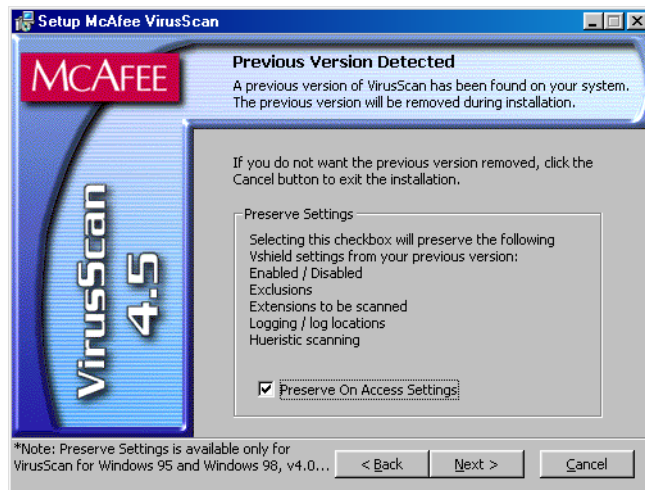 Setup McAfee VirusScan
McAFEE
VirusScan
4.5
Previous Version Detected
A previous version of VirusScan has been found on your system.
The previous version will be removed during installation.
If you do not want the previous version removed, click the
Cancel button to exit the installation.
Preserve Settings
Selecting this checkbox will preserve the following
Vshield settings from your previous version:
Enabled / Disabled
Exclusions
Extensions to be scanned
Logging / log locations
Hueristic scanning
Preserve On Access Settings
*Note: Preserve Settings is available only for
VirusScan for Windows 95 and Windows 98, v4.0...
< Back
Next >
Cancel